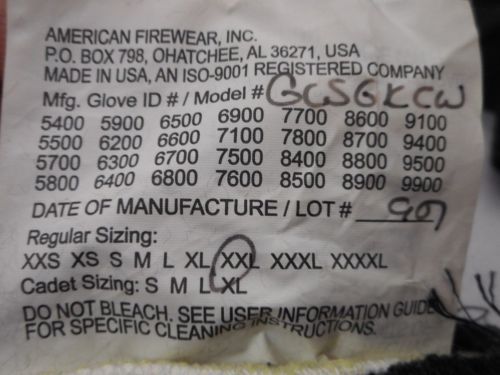 AMERICAN FIREWEAR, INC.
P.O. BOX 798, OHATCHEE, AL 36271, USA
MADE IN USA, AN ISO-9001 REGISTERED COMPANY
Mfg. Glove ID # / Model # GCSGKCW
5400 5900 6500 6900 7700 8600 9100
5500 6200 6600 7100 7800 8700 9400
5700 6300 6700 7500 8400 8800 9500
5800 6400 6800 7600 8500 8900 9900
DATE OF MANUFACTURE / LOT # 907
Regular Sizing:
XXS XS S M L XL XXL XXXL XXXXL
Cadet Sizing: S M L XL
DO NOT BLEACH. SEE USER INFORMATION GUIDE
FOR SPECIFIC CLEANING INSTRUCTIONS.